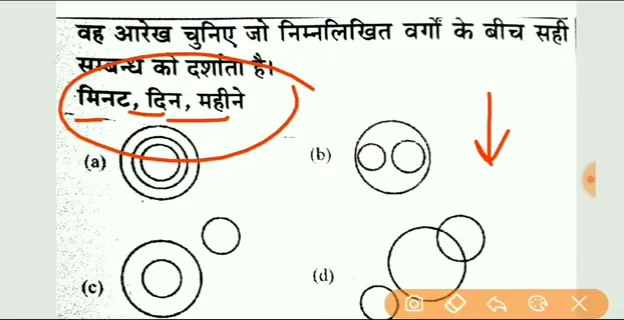 वह आरेख चुनिए जो निम्नलिखित वर्गों के बीच सही
सम्बन्ध को दर्शाता है।
मिनट, दिन, महीने
(a) (b)
(c) (d)